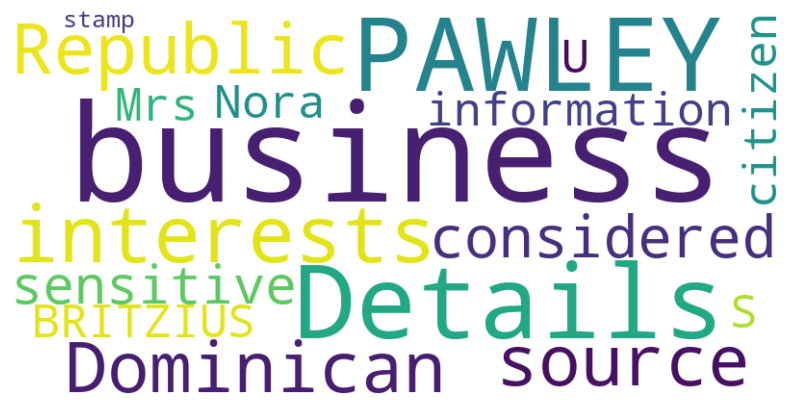 stamp
Republic
PAWLEY
U
citizen
Mrs
Nora
information
business
interests
considered
sensitive
Details
S
BRITZIUS
Dominican
source